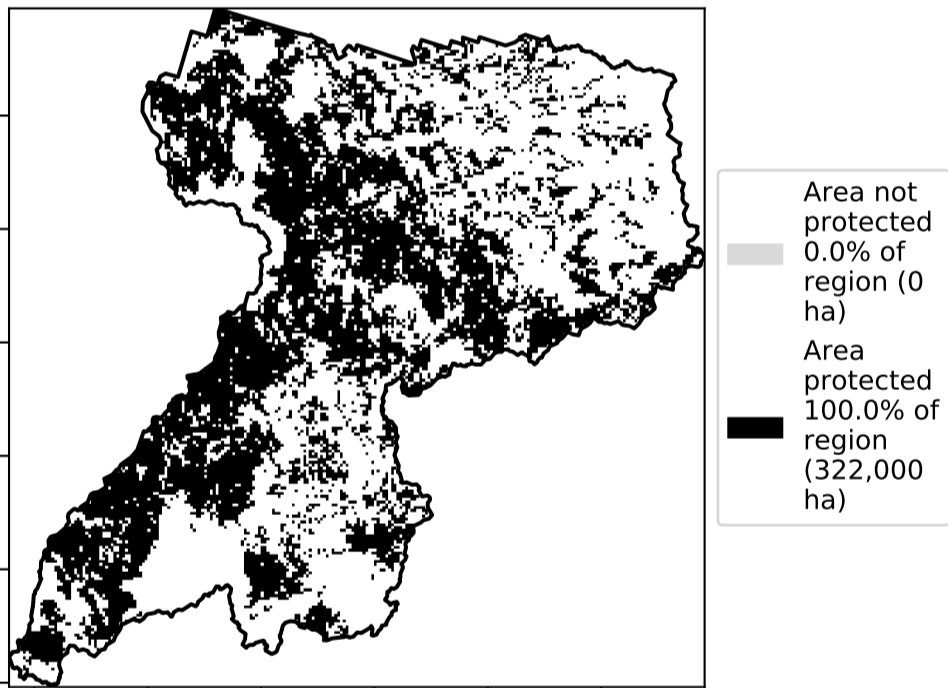 Area not
protected
0.0% of
region (0
ha)
Area
protected
100.0% of
region
(322,000
ha)